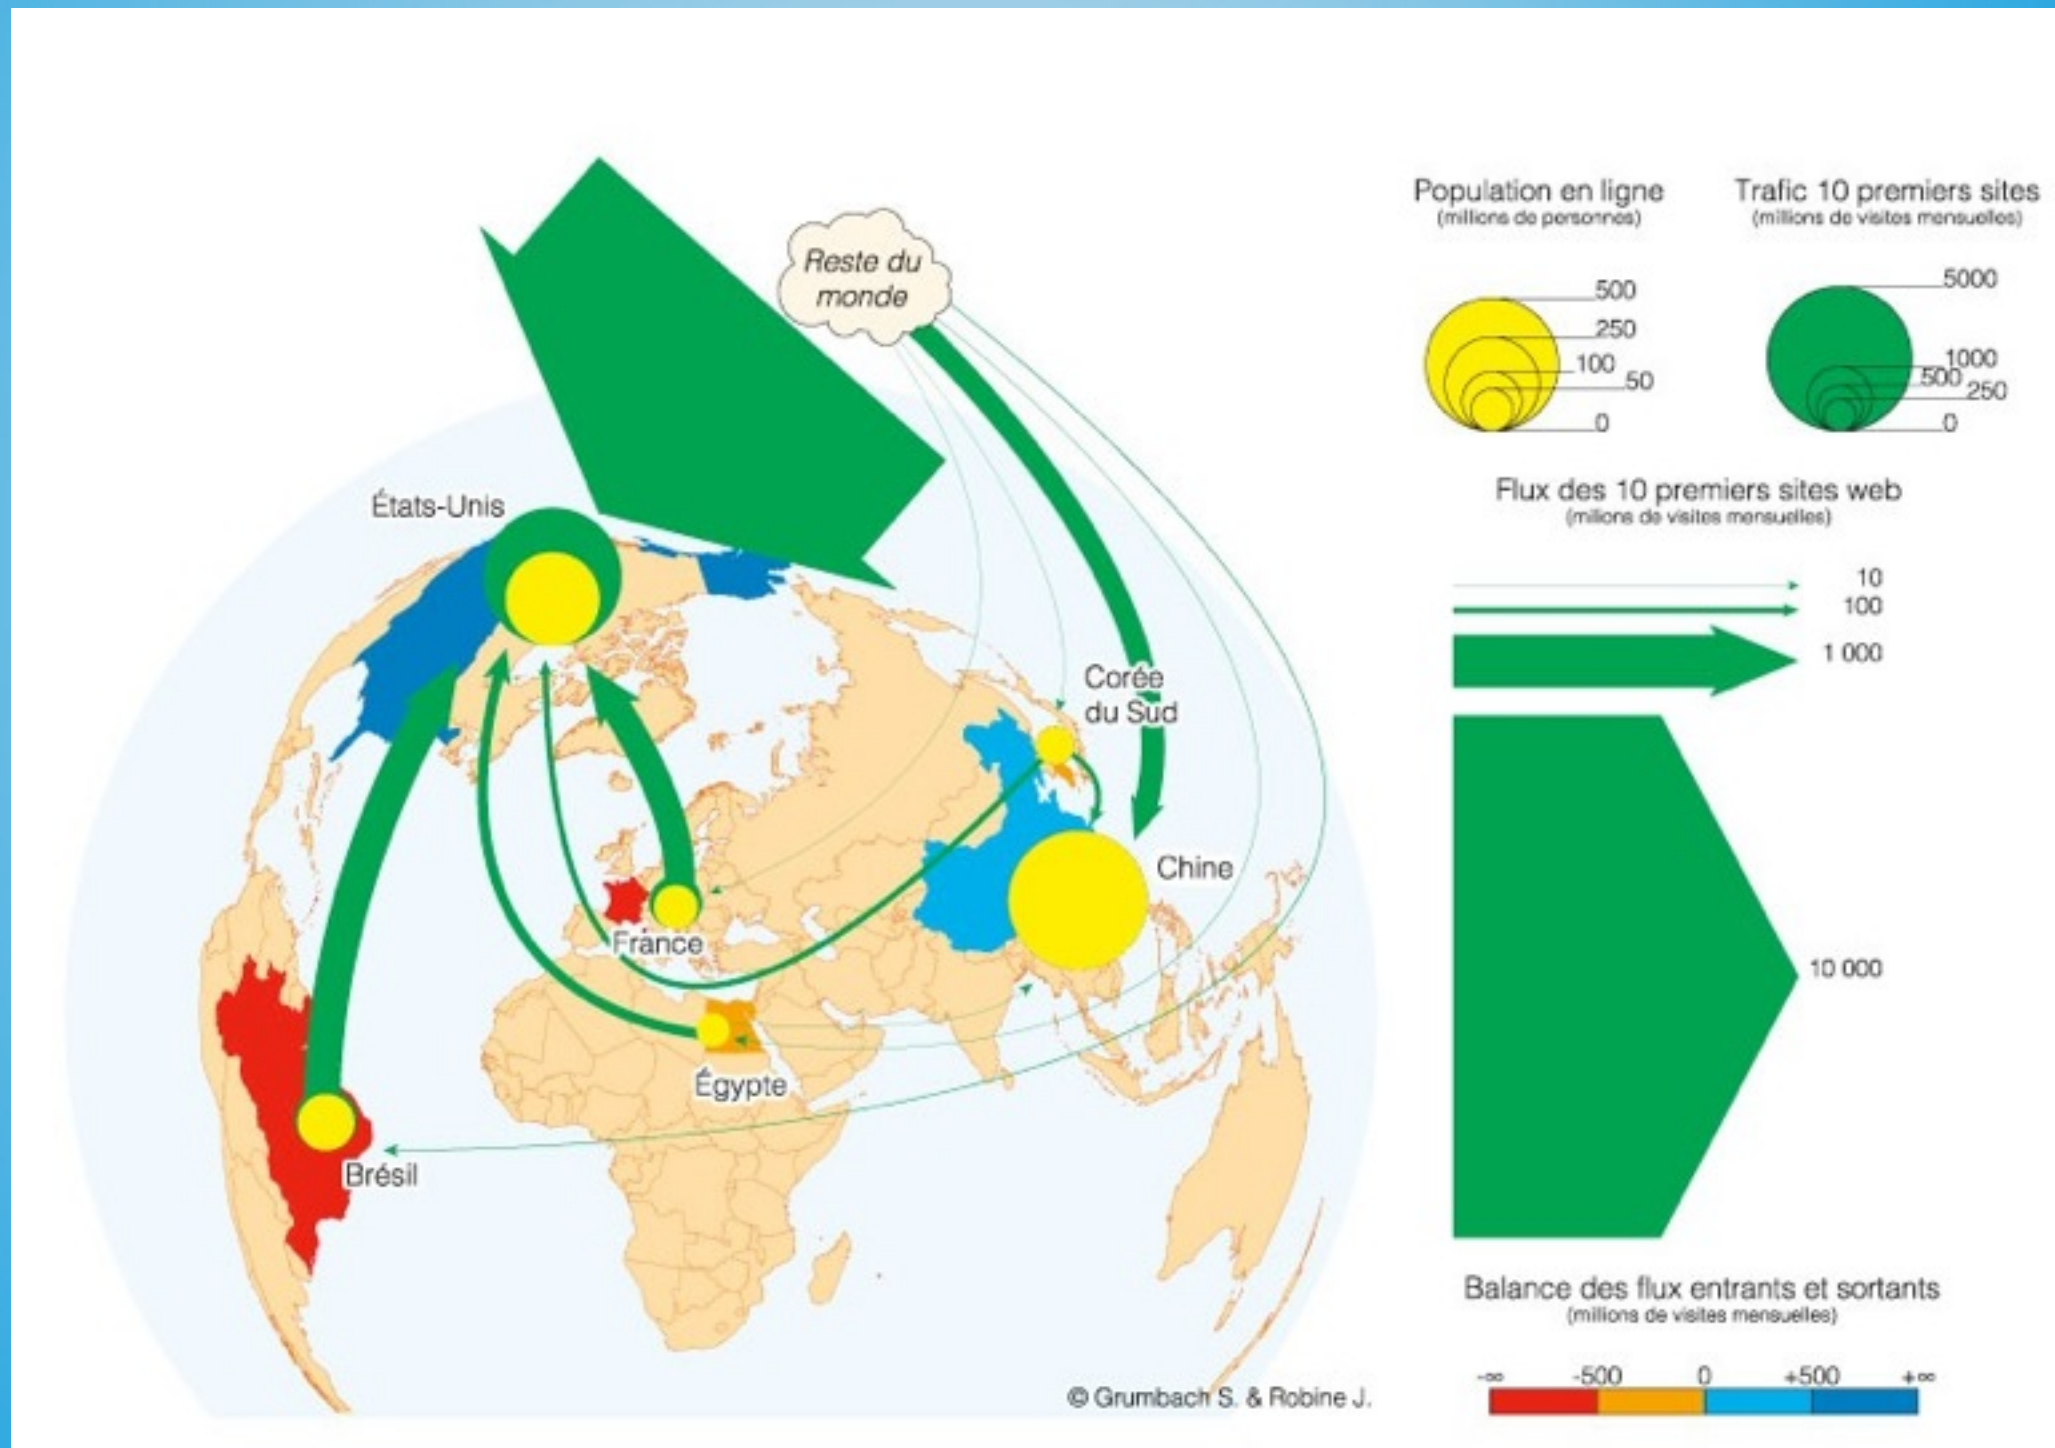 Reste du
monde
États-Unis
Corée
du Sud
Chine
France
Égypte
Brésil
© Grumbach S. & Robine J.
Population en ligne
(millions de personnes)
500
250
100
50
0
Trafic 10 premiers sites
(millions de visites mensuelles)
5000
1000
500
250
0
Flux des 10 premiers sites web
(milions de visites mensuelles)
10
100
1 000
10 000
Balance des flux entrants et sortants
(millions de visites mensuelles)
-∞ -500 0 +500 +∞